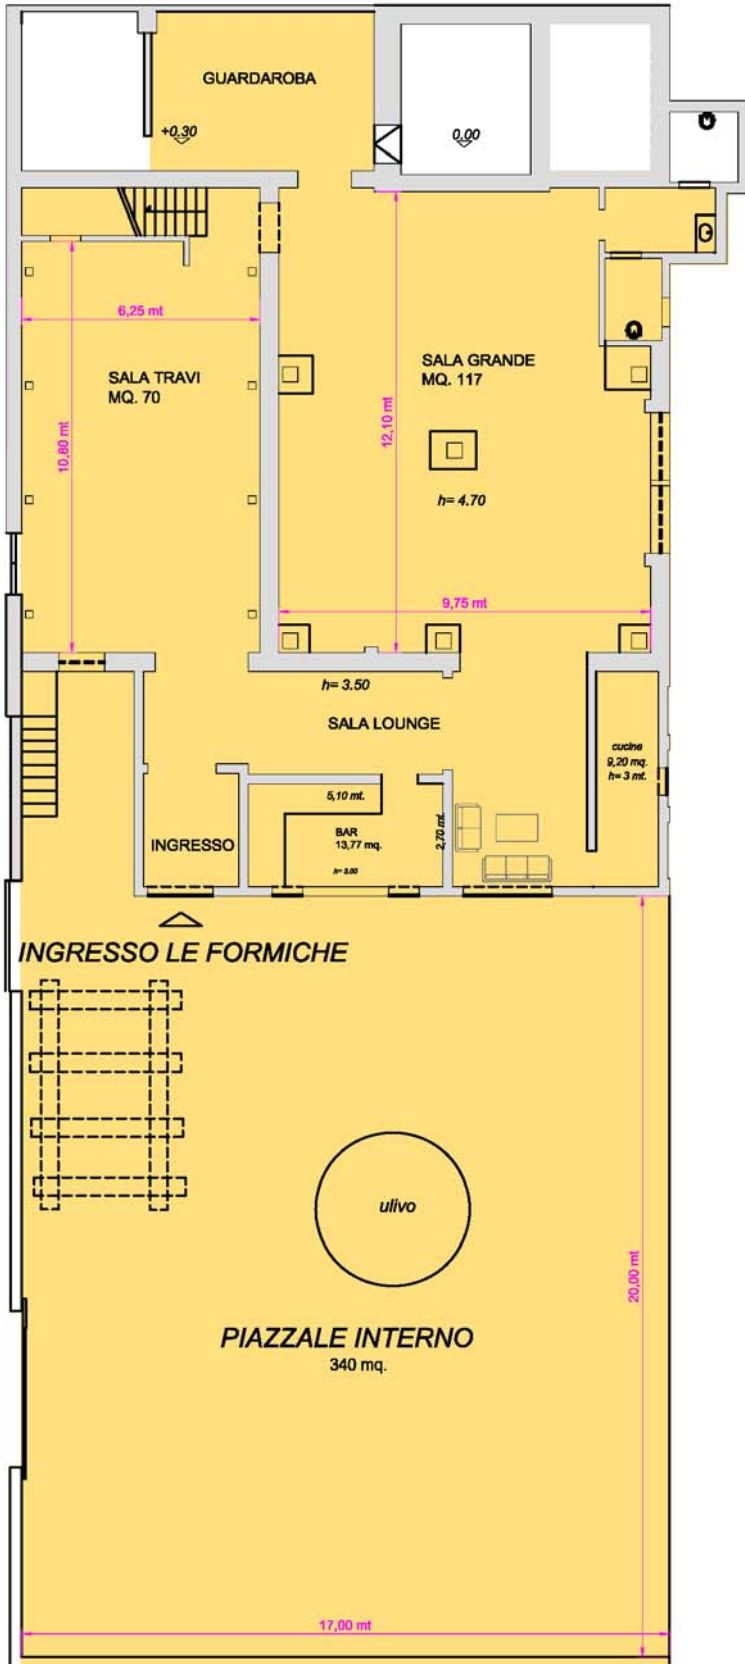 GUARDAROBA
+0.30
0.00
6,25 mt
SALA TRAVI
MQ. 70
10,80 mt
SALA GRANDE
MQ. 117
12,10 mt
h= 4.70
9,75 mt
h= 3.50
SALA LOUNGE
cucine
9,20 mq.
h= 3 mt.
5,10 mt.
BAR
13,77 mq.
h= 3.00
2,70 mt.
INGRESSO
INGRESSO LE FORMICHE
ulivo
20,00 mt
PIAZZALE INTERNO
340 mq.
17,00 mt